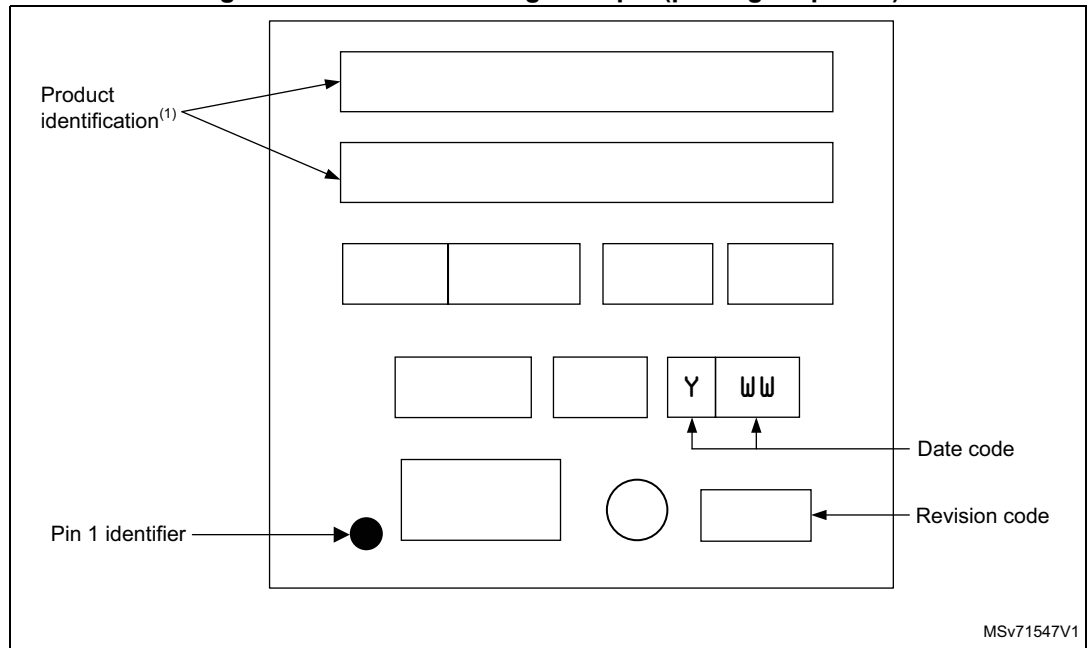 Product
identification(1)
Y WW
Date code
Revision code
Pin 1 identifier
MSv71547V1